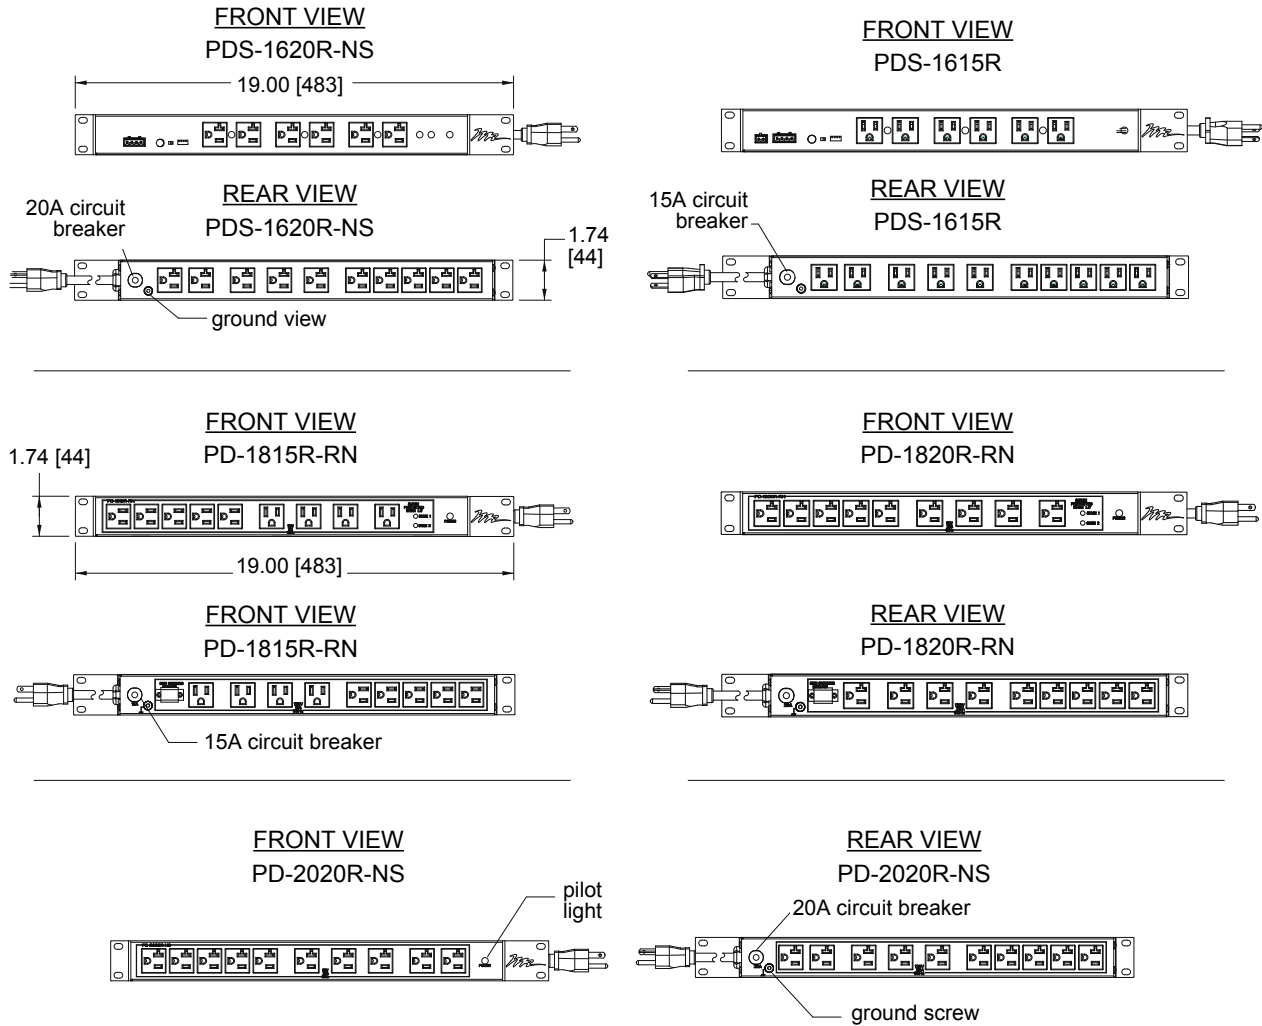 FRONT VIEW
PDS-1620R-NS
19.00 [483]
FRONT VIEW
PDS-1615R
REAR VIEW
PDS-1620R-NS
20A circuit
breaker
1.74
[44]
ground view
REAR VIEW
PDS-1615R
15A circuit
breaker
FRONT VIEW
PD-1815R-RN
1.74 [44]
19.00 [483]
FRONT VIEW
PD-1820R-RN
FRONT VIEW
PD-1815R-RN
15A circuit breaker
REAR VIEW
PD-1820R-RN
FRONT VIEW
PD-2020R-NS
pilot
light
REAR VIEW
PD-2020R-NS
20A circuit breaker
ground screw